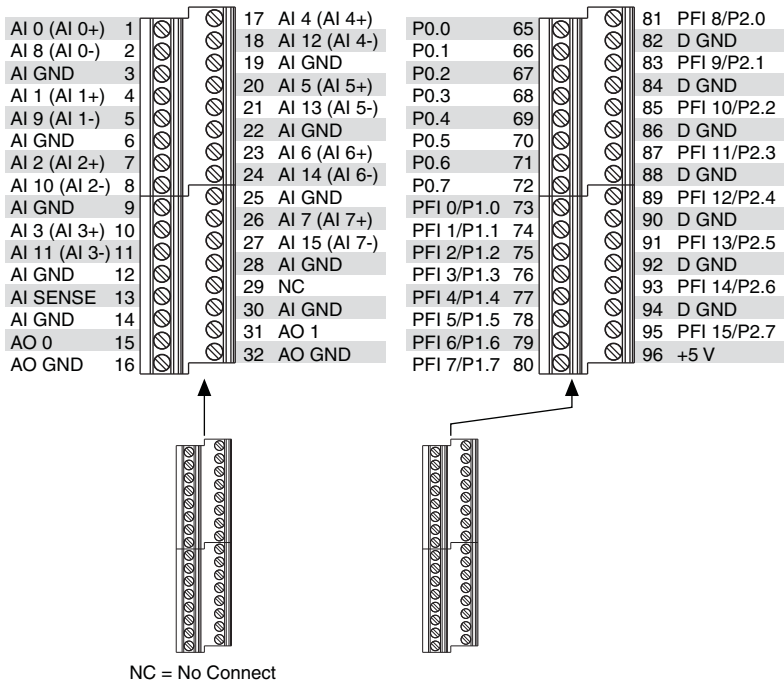 AI 0 (AI 0+) 1
AI 8 (AI 0-) 2
AI GND 3
AI 1 (AI 1+) 4
AI 9 (AI 1-) 5
AI GND 6
AI 2 (AI 2+) 7
AI 10 (AI 2-) 8
AI GND 9
AI 3 (AI 3+) 10
AI 11 (AI 3-) 11
AI GND 12
AI SENSE 13
AI GND 14
AO 0 15
AO GND 16
17 AI 4 (AI 4+)
18 AI 12 (AI 4-)
19 AI GND
20 AI 5 (AI 5+)
21 AI 13 (AI 5-)
22 AI GND
23 AI 6 (AI 6+)
24 AI 14 (AI 6-)
25 AI GND
26 AI 7 (AI 7+)
27 AI 15 (AI 7-)
28 AI GND
29 NC
30 AI GND
31 AO 1
32 AO GND
P0.0 65
P0.1 66
P0.2 67
P0.3 68
P0.4 69
P0.5 70
P0.6 71
P0.7 72
PFI 0/P1.0 73
PFI 1/P1.1 74
PFI 2/P1.2 75
PFI 3/P1.3 76
PFI 4/P1.4 77
PFI 5/P1.5 78
PFI 6/P1.6 79
PFI 7/P1.7 80
81 PFI 8/P2.0
82 D GND
83 PFI 9/P2.1
84 D GND
85 PFI 10/P2.2
86 D GND
87 PFI 11/P2.3
88 D GND
89 PFI 12/P2.4
90 D GND
91 PFI 13/P2.5
92 D GND
93 PFI 14/P2.6
94 D GND
95 PFI 15/P2.7
96 +5 V
NC = No Connect